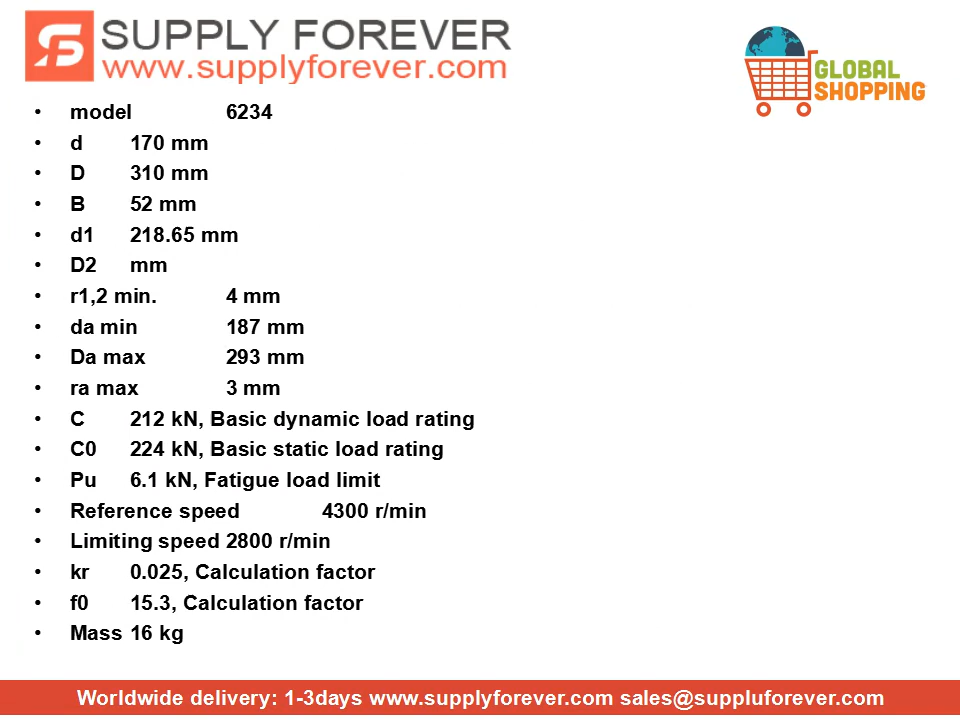 SUPPLY FOREVER
www.supplyforever.com
GLOBAL
SHOPPING
• model 6234
• d 170 mm
• D 310 mm
• B 52 mm
• d1 218.65 mm
• D2 mm
• r1,2 min. 4 mm
• da min 187 mm
• Da max 293 mm
• ra max 3 mm
• C 212 kN, Basic dynamic load rating
• C0 224 kN, Basic static load rating
• Pu 6.1 kN, Fatigue load limit
• Reference speed 4300 r/min
• Limiting speed 2800 r/min
• kr 0.025, Calculation factor
• f0 15.3, Calculation factor
• Mass 16 kg
Worldwide delivery: 1-3days www.supplyforever.com sales@suppluforever.com